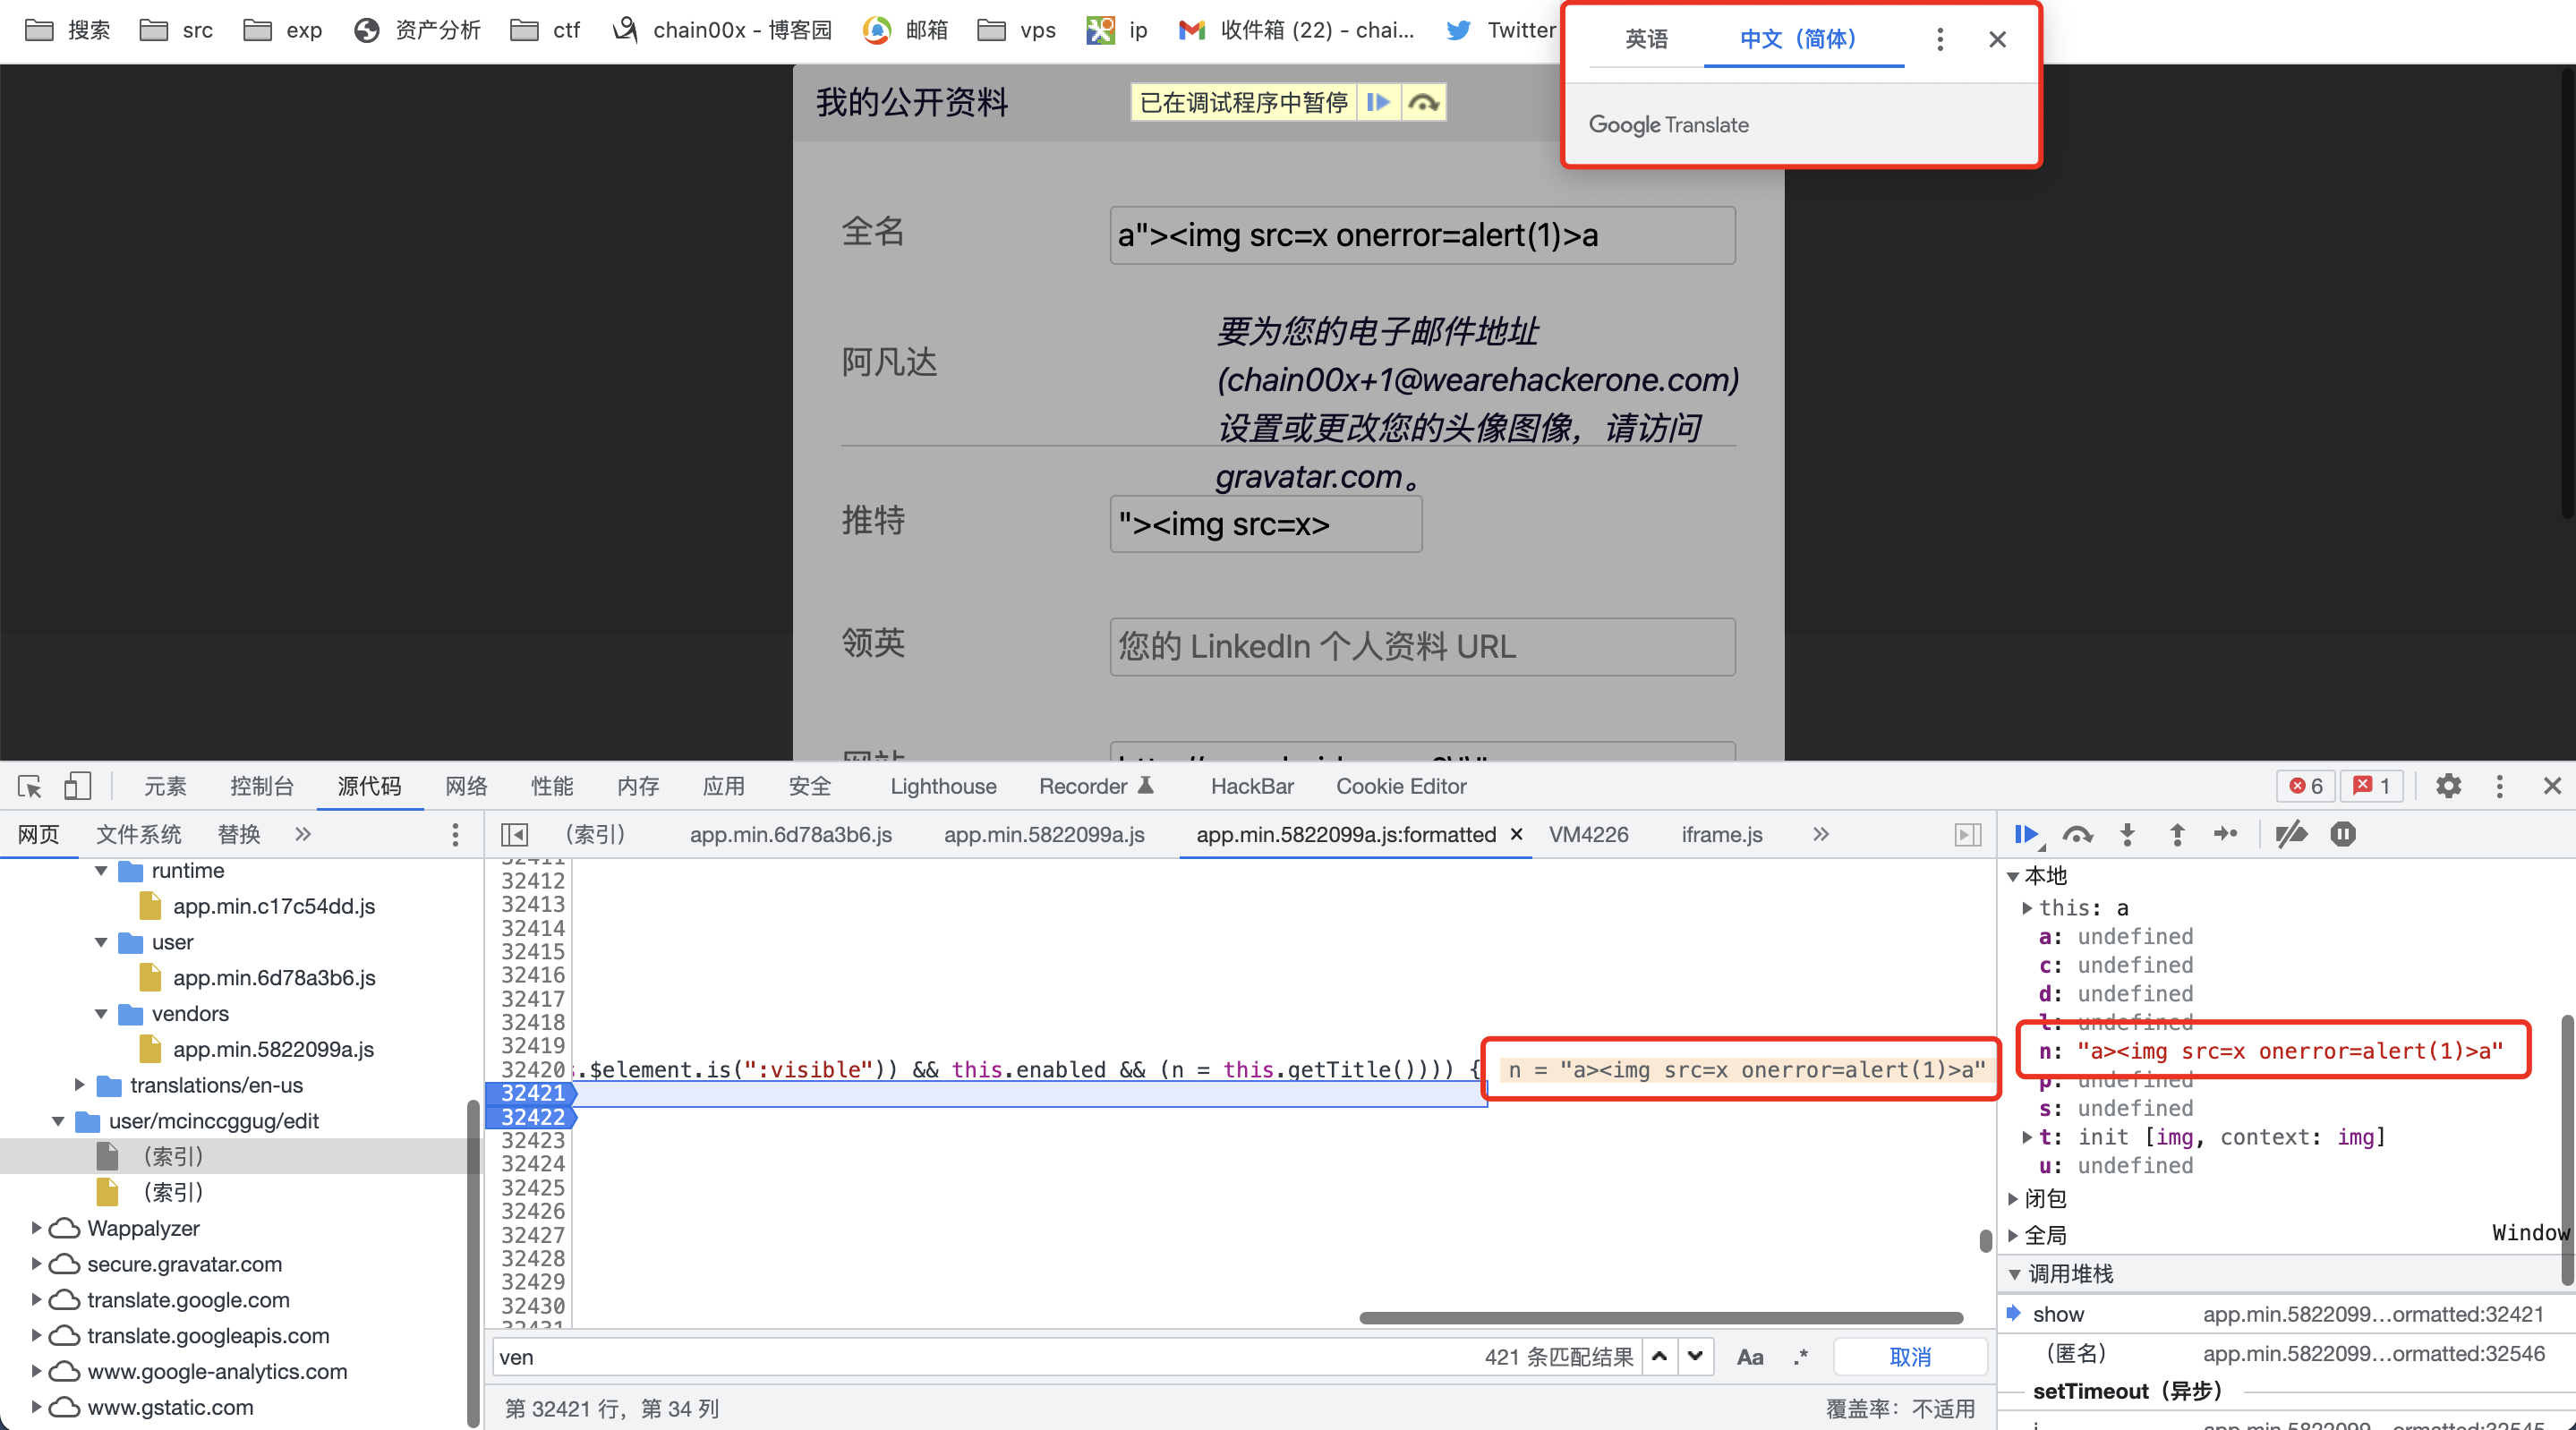 搜索 src exp 资产分析 ctf chain00x - 博客园 邮箱 vps ip 收件箱 (22) - chai... Twitter
英语 中文（简体）
Google Translate
我的公开资料
已在调试程序中暂停
全名
a"><img src=x onerror=alert(1)>a
阿凡达
要为您的电子邮件地址
(chain00x+1@wearehackerone.com)
设置或更改您的头像图像，请访问
gravatar.com。
推特
"><img src=x>
领英
您的 LinkedIn 个人资料 URL
网站
元素 控制台 源代码 网络 性能 内存 应用 安全 Lighthouse Recorder HackBar Cookie Editor 6 1
网页 文件系统 替换
（索引） app.min.6d78a3b6.js app.min.5822099a.js app.min.5822099a.js:formatted VM4226 iframe.js
runtime
app.min.c17c54dd.js
user
app.min.6d78a3b6.js
vendors
app.min.5822099a.js
translations/en-us
user/mcinccggug/edit
（索引）
（索引）
Wappalyzer
secure.gravatar.com
translate.google.com
translate.googleapis.com
www.google-analytics.com
www.gstatic.com
32411
32412
32413
32414
32415
32416
32417
32418
32419
32420 .$element.is(":visible")) && this.enabled && (n = this.getTitle()))) { n = "a><img src=x onerror=alert(1)>a"
32421
32422
32423
32424
32425
32426
32427
32428
32429
32430
32431
ven 421 条匹配结果 Aa .* 取消
第 32421 行，第 34 列 覆盖率：不适用
本地
this: a
a: undefined
c: undefined
d: undefined
l: undefined
n: "a><img src=x onerror=alert(1)>a"
p: undefined
s: undefined
t: init [img, context: img]
u: undefined
闭包
全局 Window
调用堆栈
show app.min.5822099…ormatted:32421
（匿名） app.min.5822099…ormatted:32546
setTimeout（异步）
i app.min.5822099…ormatted:32545